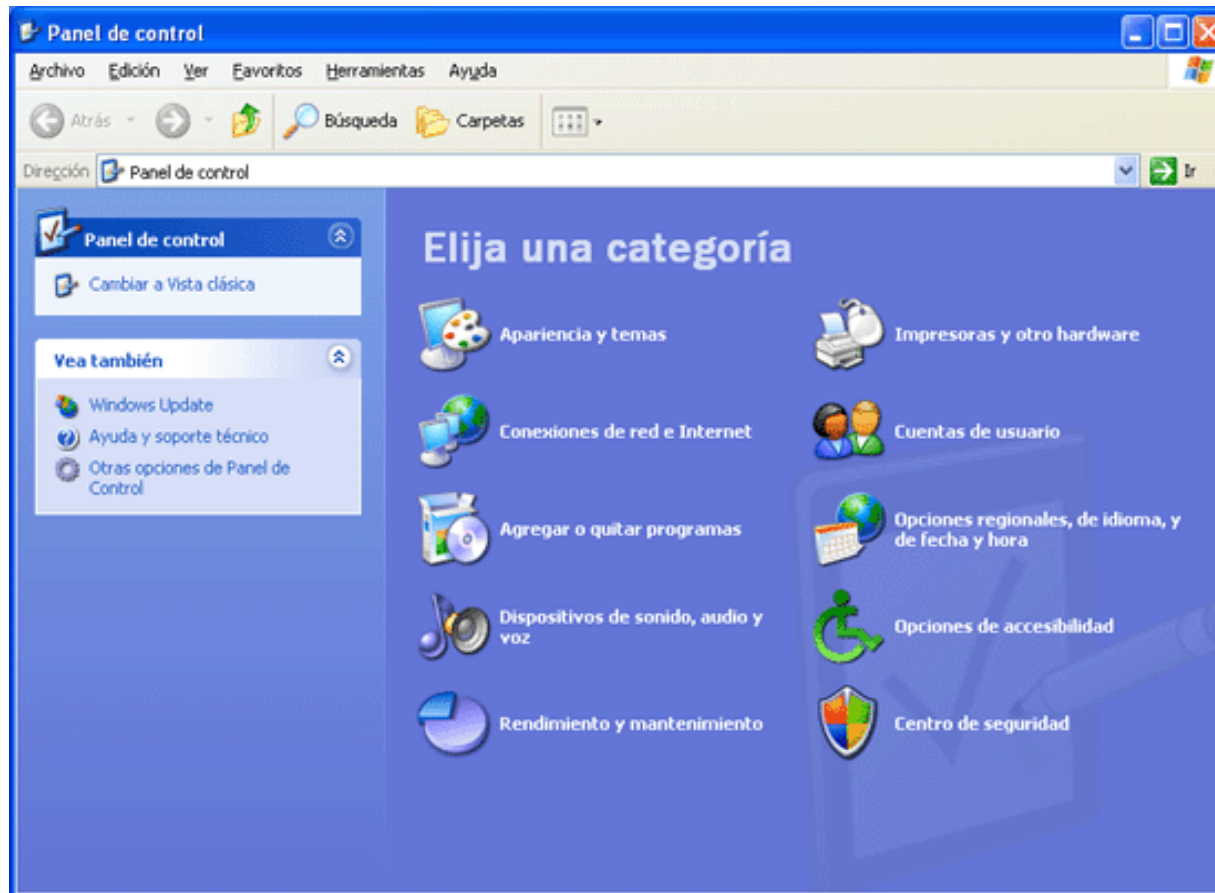 Panel de control
Archivo Edición Ver Favoritos Herramientas Ayuda
Atrás Búsqueda Carpetas
Dirección Panel de control Ir
Panel de control
Cambiar a Vista clásica
Vea también
Windows Update
Ayuda y soporte técnico
Otras opciones de Panel de
Control
Elija una categoría
Apariencia y temas
Impresoras y otro hardware
Conexiones de red e Internet
Cuentas de usuario
Agregar o quitar programas
Opciones regionales, de idioma, y
de fecha y hora
Dispositivos de sonido, audio y
voz
Opciones de accesibilidad
Rendimiento y mantenimiento
Centro de seguridad